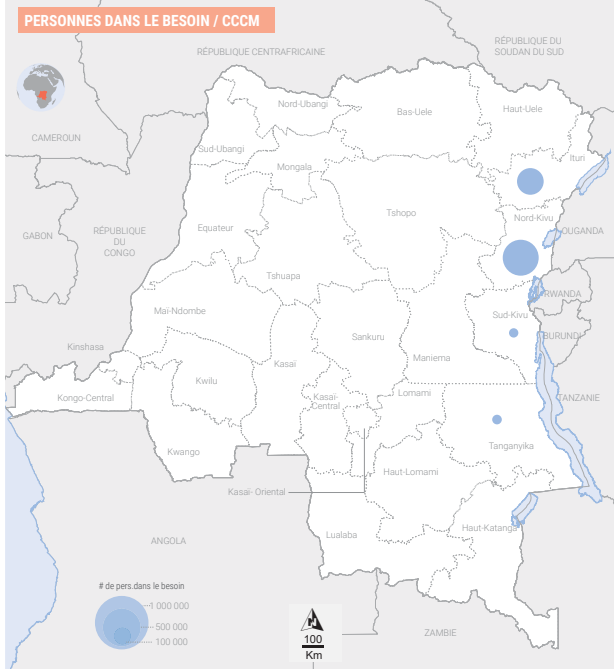 PERSONNES DANS LE BESOIN / CCCM
RÉPUBLIQUE DU
SOUDAN DU SUD
RÉPUBLIQUE CENTRAFRICAINE
Nord-Ubangi
Bas-Uele
Haut-Uele
CAMEROUN
Sud-Ubangi
Ituri
Mongala
Tshopo
Nord-Kivu
Equateur
GABON
RÉPUBLIQUE
DU
CONGO
OUGANDA
Tshuapa
RWANDA
Maï-Ndombe
Sud-Kivu
Sankuru
BURUNDI
Kinshasa
Maniema
Kasaï
Kwilu
Kongo-Central
Kasaï-
Central
Lomami
TANZANIE
Kwango
Tanganyika
Haut-Lomami
Kasaï- Oriental
Lualaba
Haut-Katanga
ANGOLA
# de pers.dans le besoin
1 000 000
500 000
100 000
100
Km
ZAMBIE